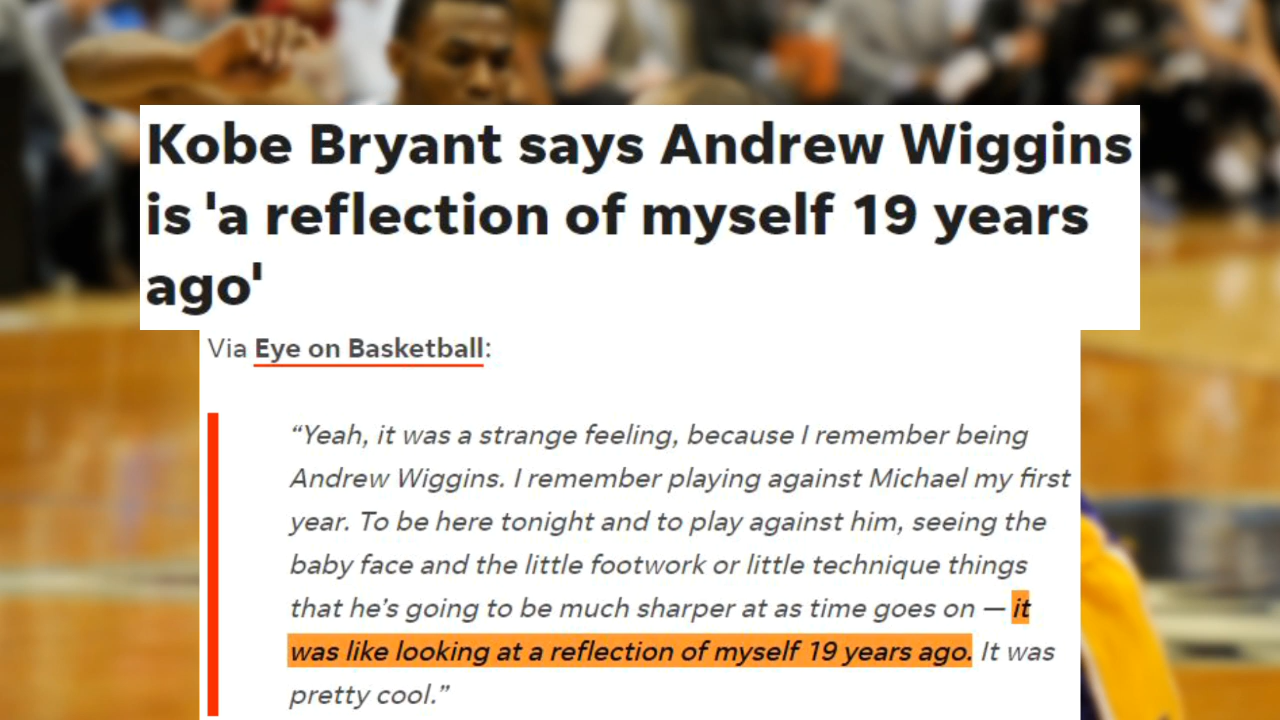 Kobe Bryant says Andrew Wiggins
is 'a reflection of myself 19 years
ago'
Via Eye on Basketball:
“Yeah, it was a strange feeling, because I remember being
Andrew Wiggins. I remember playing against Michael my first
year. To be here tonight and to play against him, seeing the
baby face and the little footwork or little technique things
that he’s going to be much sharper at as time goes on — it
was like looking at a reflection of myself 19 years ago. It was
pretty cool.”